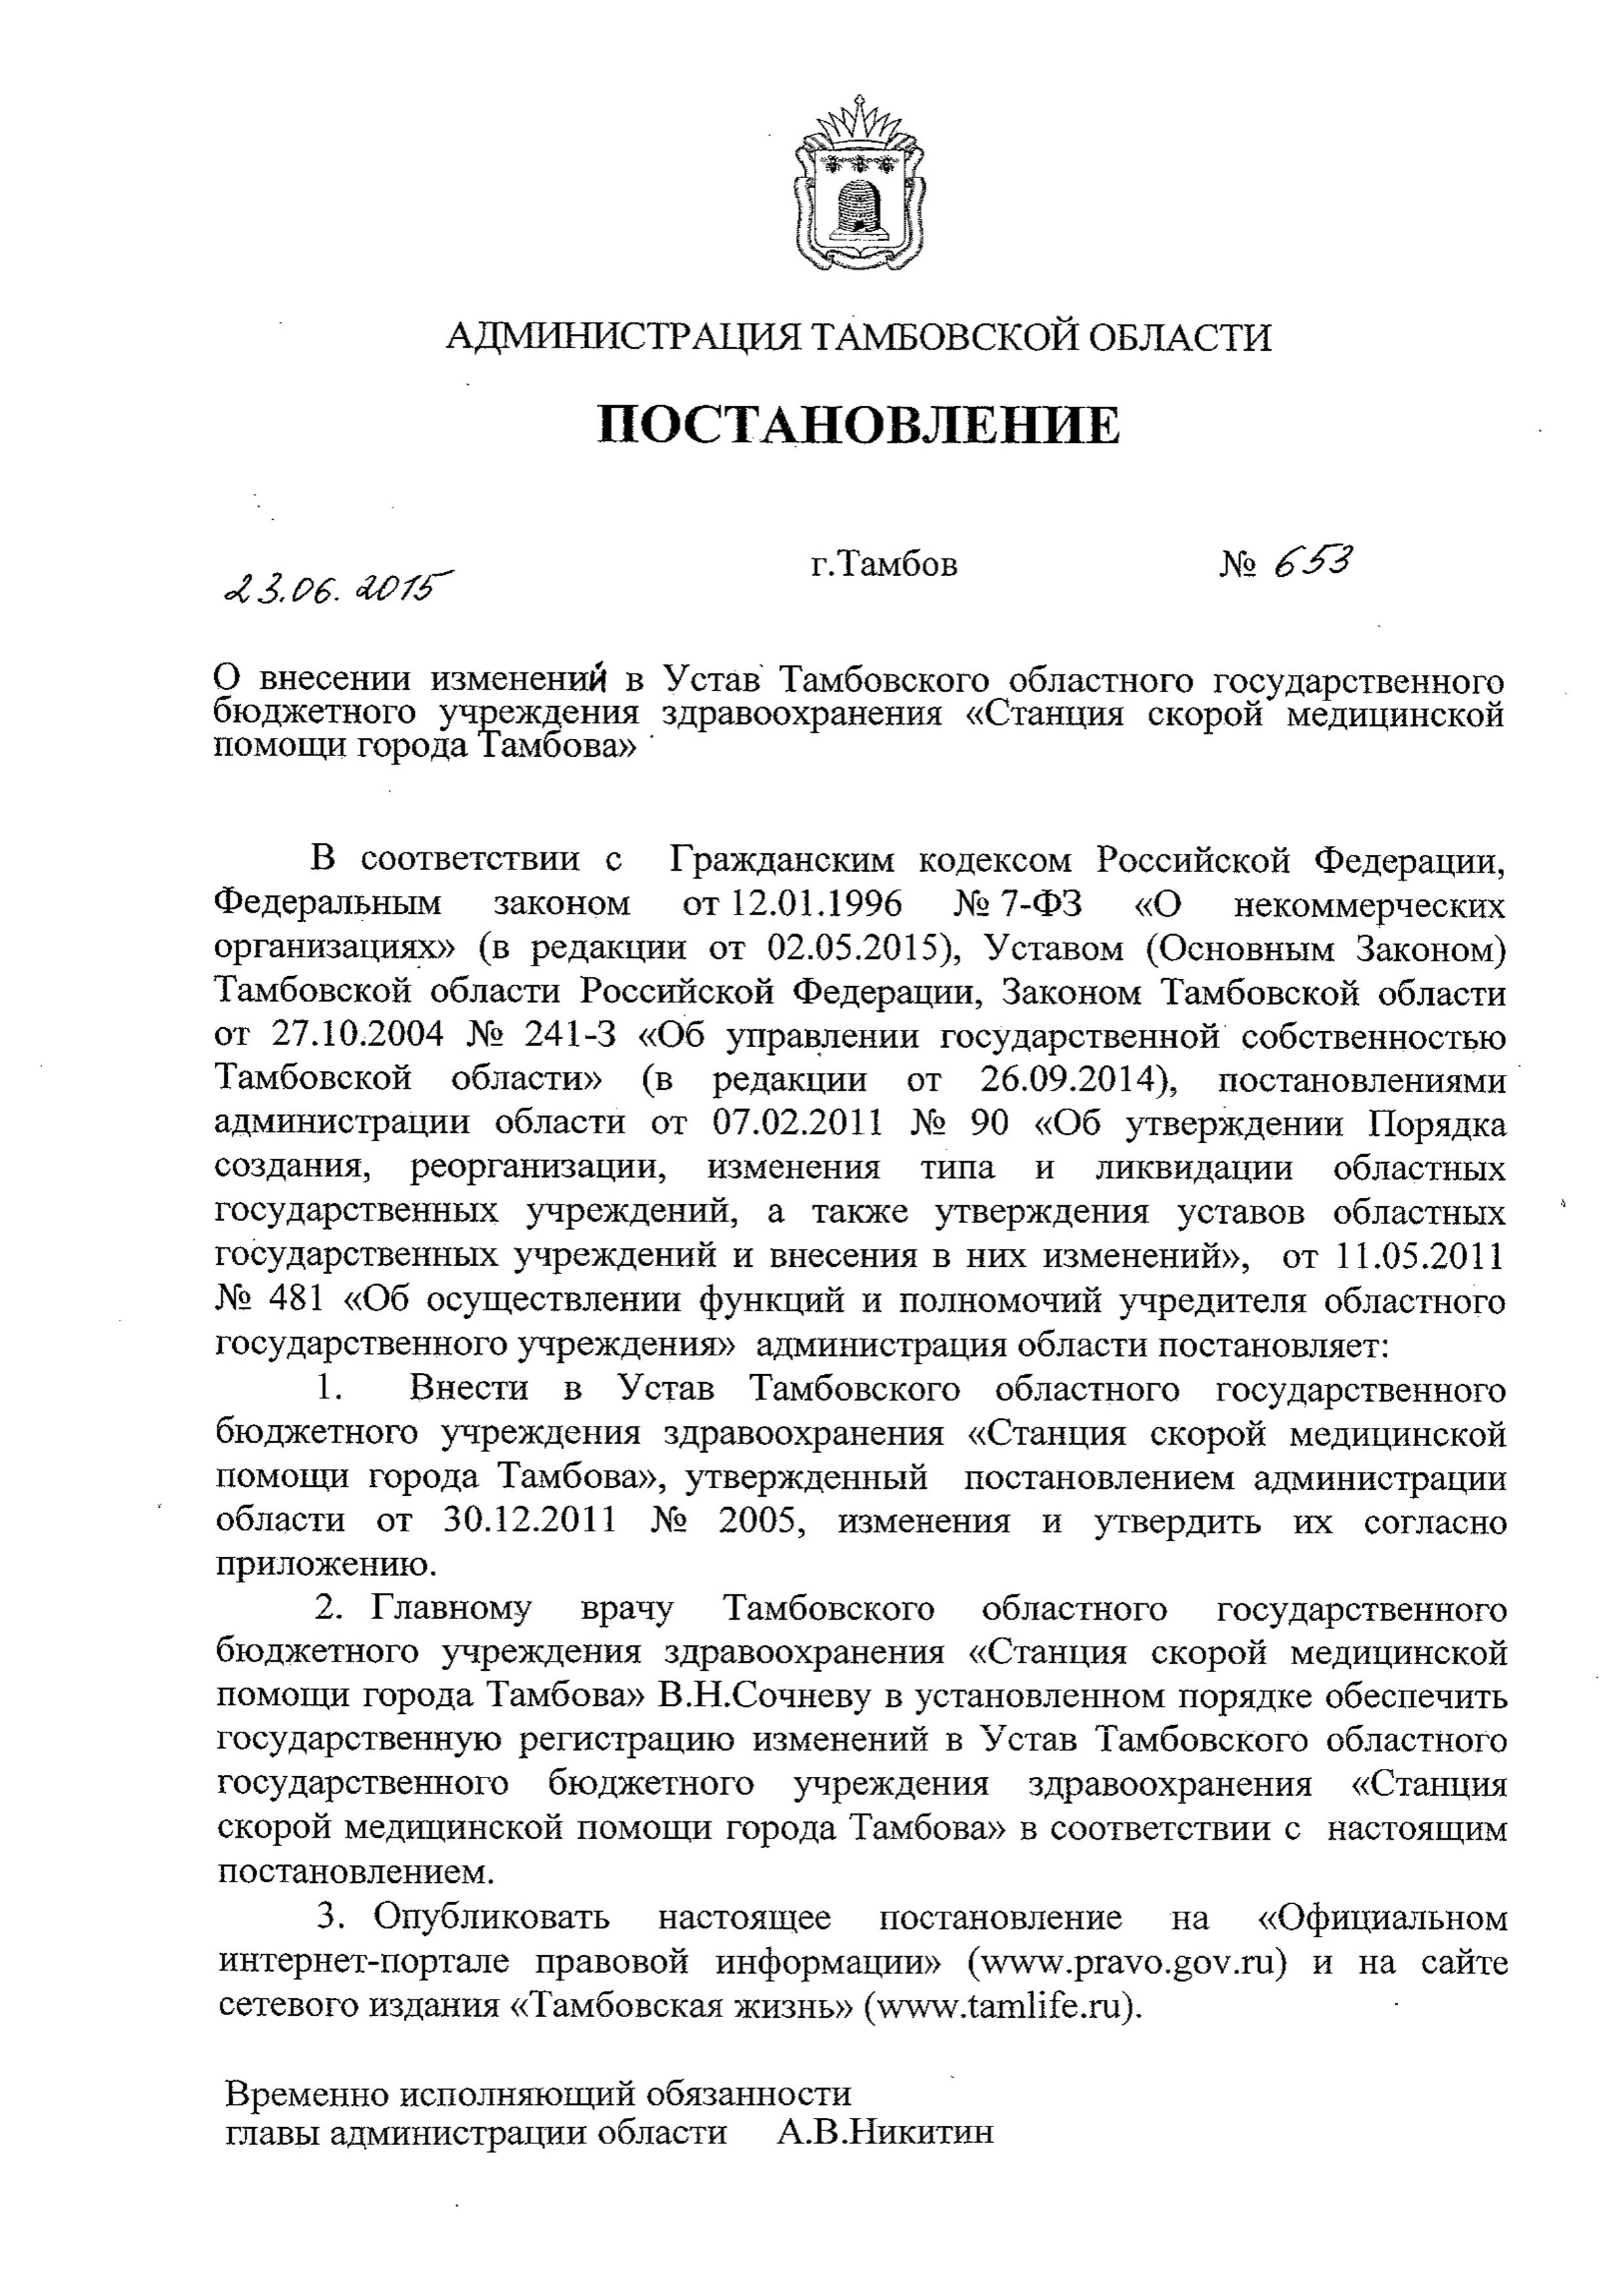 АДМИНИСТРАЦИЯ ТАМБОВСКОЙ ОБЛАСТИ
ПОСТАНОВЛЕНИЕ
23.06.2015 г.Тамбов № 653
О внесении изменений в Устав Тамбовского областного государственного
бюджетного учреждения здравоохранения «Станция скорой медицинской
помощи города Тамбова»
В соответствии с Гражданским кодексом Российской Федерации,
Федеральным законом от 12.01.1996 № 7-ФЗ «О некоммерческих
организациях» (в редакции от 02.05.2015), Уставом (Основным Законом)
Тамбовской области Российской Федерации, Законом Тамбовской области
от 27.10.2004 № 241-З «Об управлении государственной собственностью
Тамбовской области» (в редакции от 26.09.2014), постановлениями
администрации области от 07.02.2011 № 90 «Об утверждении Порядка
создания, реорганизации, изменения типа и ликвидации областных
государственных учреждений, а также утверждения уставов областных
государственных учреждений и внесения в них изменений», от 11.05.2011
№ 481 «Об осуществлении функций и полномочий учредителя областного
государственного учреждения» администрация области постановляет:
1. Внести в Устав Тамбовского областного государственного
бюджетного учреждения здравоохранения «Станция скорой медицинской
помощи города Тамбова», утвержденный постановлением администрации
области от 30.12.2011 № 2005, изменения и утвердить их согласно
приложению.
2. Главному врачу Тамбовского областного государственного
бюджетного учреждения здравоохранения «Станция скорой медицинской
помощи города Тамбова» В.Н.Сочневу в установленном порядке обеспечить
государственную регистрацию изменений в Устав Тамбовского областного
государственного бюджетного учреждения здравоохранения «Станция
скорой медицинской помощи города Тамбова» в соответствии с настоящим
постановлением.
3. Опубликовать настоящее постановление на «Официальном
интернет-портале правовой информации» (www.pravo.gov.ru) и на сайте
сетевого издания «Тамбовская жизнь» (www.tamlife.ru).
Временно исполняющий обязанности
главы администрации области А.В.Никитин